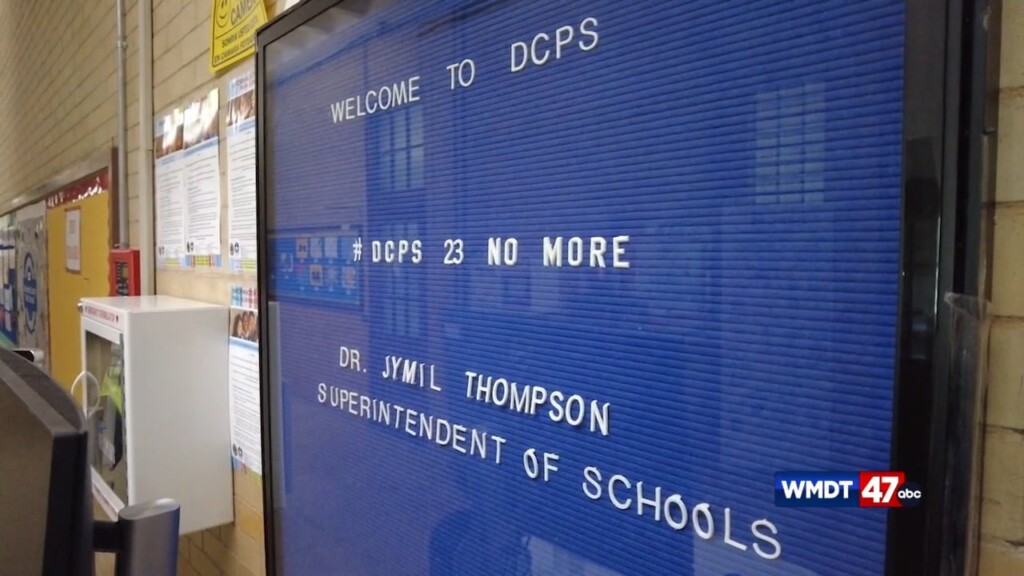 WELCOME TO DCPS
# DCPS 23 NO MORE
DR. JYMIL THOMPSON
SUPERINTENDENT OF SCHOOLS
WMDT 47 abc